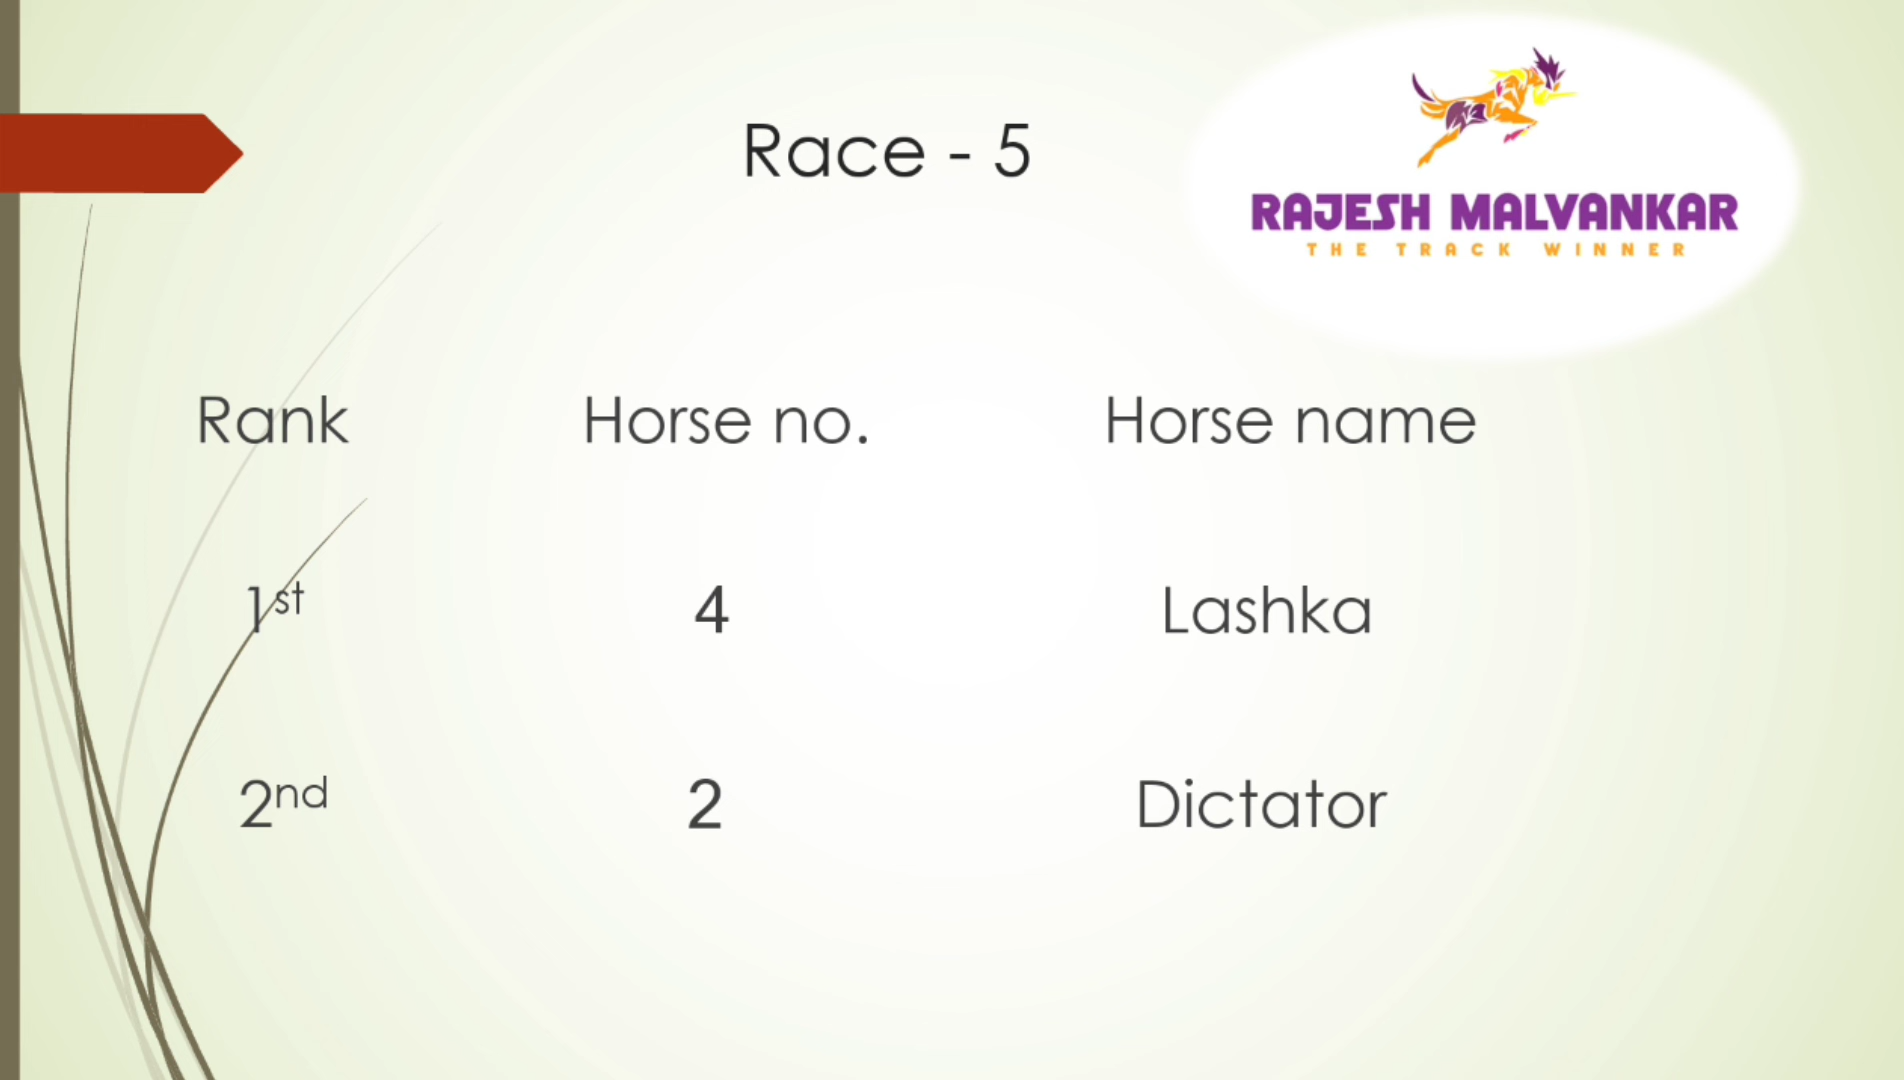 Race - 5
RAJESH MALVANKAR
THE TRACK WINNER
Rank Horse no. Horse name
1st 4 Lashka
2nd 2 Dictator